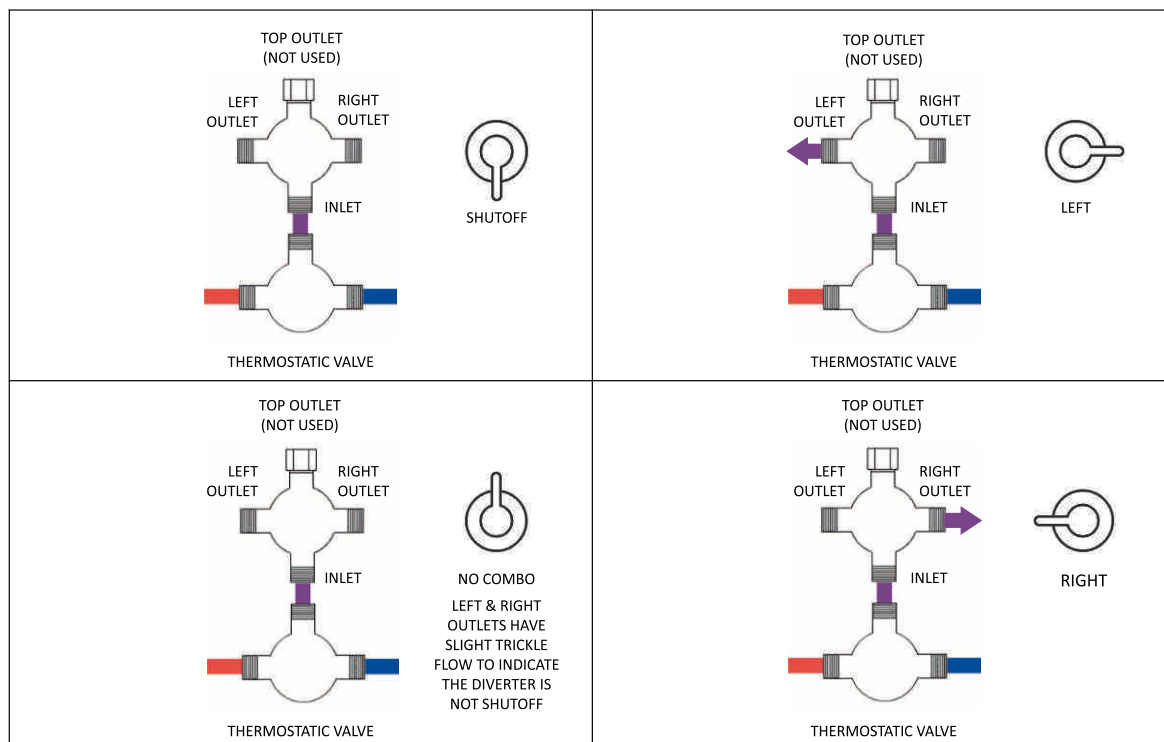 TOP OUTLET
(NOT USED)
LEFT
OUTLET
RIGHT
OUTLET
INLET
SHUTOFF
THERMOSTATIC VALVE
TOP OUTLET
(NOT USED)
LEFT
OUTLET
RIGHT
OUTLET
INLET
LEFT
THERMOSTATIC VALVE
TOP OUTLET
(NOT USED)
LEFT
OUTLET
RIGHT
OUTLET
INLET
NO COMBO
LEFT & RIGHT
OUTLETS HAVE
SLIGHT TRICKLE
FLOW TO INDICATE
THE DIVERTER IS
NOT SHUTOFF
THERMOSTATIC VALVE
TOP OUTLET
(NOT USED)
LEFT
OUTLET
RIGHT
OUTLET
INLET
RIGHT
THERMOSTATIC VALVE